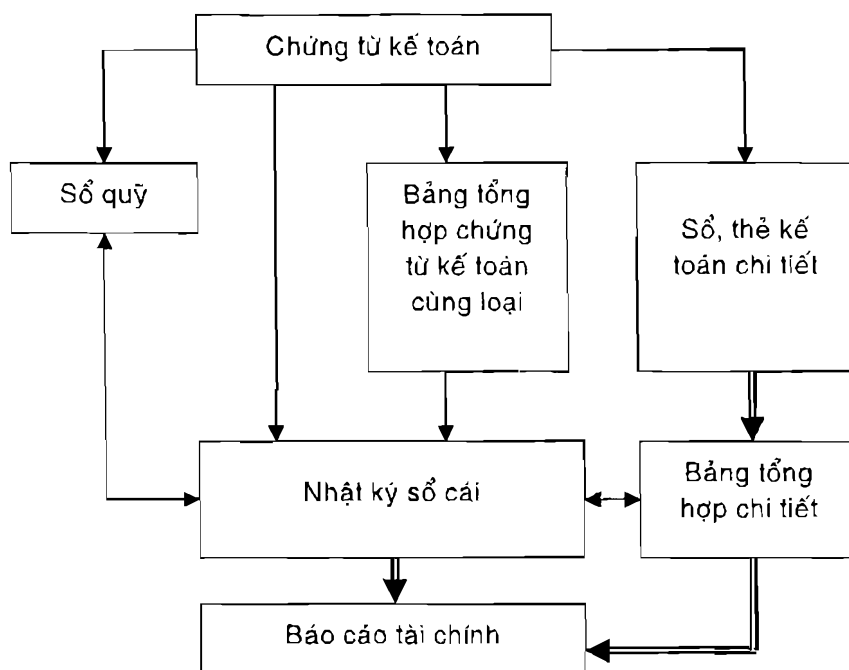 Chứng từ kế toán
Sổ quỹ
Bảng tổng
hợp chứng
từ kế toán
cùng loại
Sổ, thẻ kế
toán chi tiết
Nhật ký sổ cái
Bảng tổng
hợp chi tiết
Báo cáo tài chính